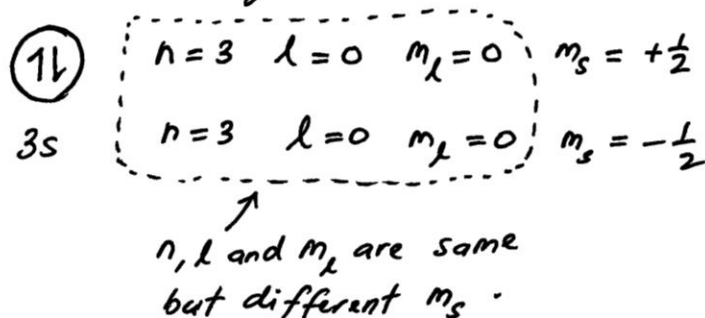 1⇂ n = 3 l = 0 m_l = 0 m_s = +1/2
3s n = 3 l = 0 m_l = 0 m_s = -1/2
n, l and m_l are same
but different m_s .